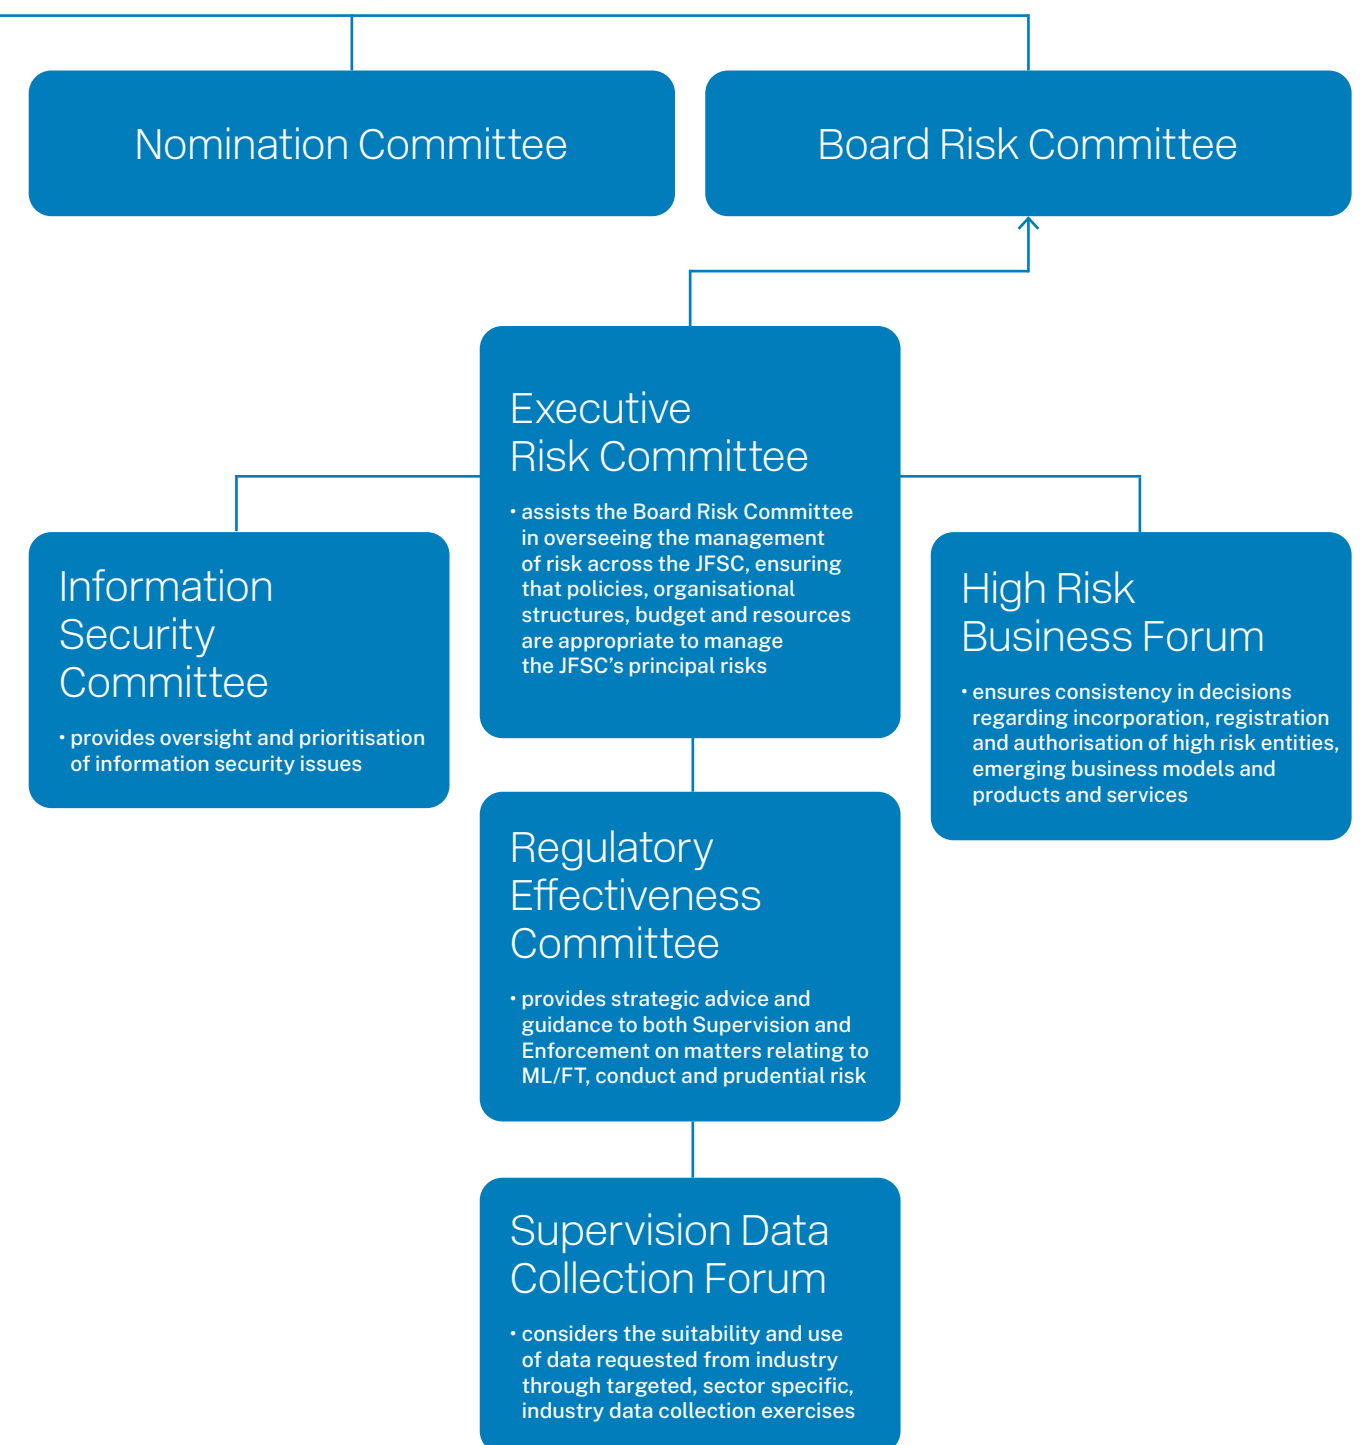 Nomination Committee
Board Risk Committee
Executive
Risk Committee
• assists the Board Risk Committee
in overseeing the management
of risk across the JFSC, ensuring
that policies, organisational
structures, budget and resources
are appropriate to manage
the JFSC’s principal risks
Information
Security
Committee
• provides oversight and prioritisation
of information security issues
High Risk
Business Forum
• ensures consistency in decisions
regarding incorporation, registration
and authorisation of high risk entities,
emerging business models and
products and services
Regulatory
Effectiveness
Committee
• provides strategic advice and
guidance to both Supervision and
Enforcement on matters relating to
ML/FT, conduct and prudential risk
Supervision Data
Collection Forum
• considers the suitability and use
of data requested from industry
through targeted, sector specific,
industry data collection exercises